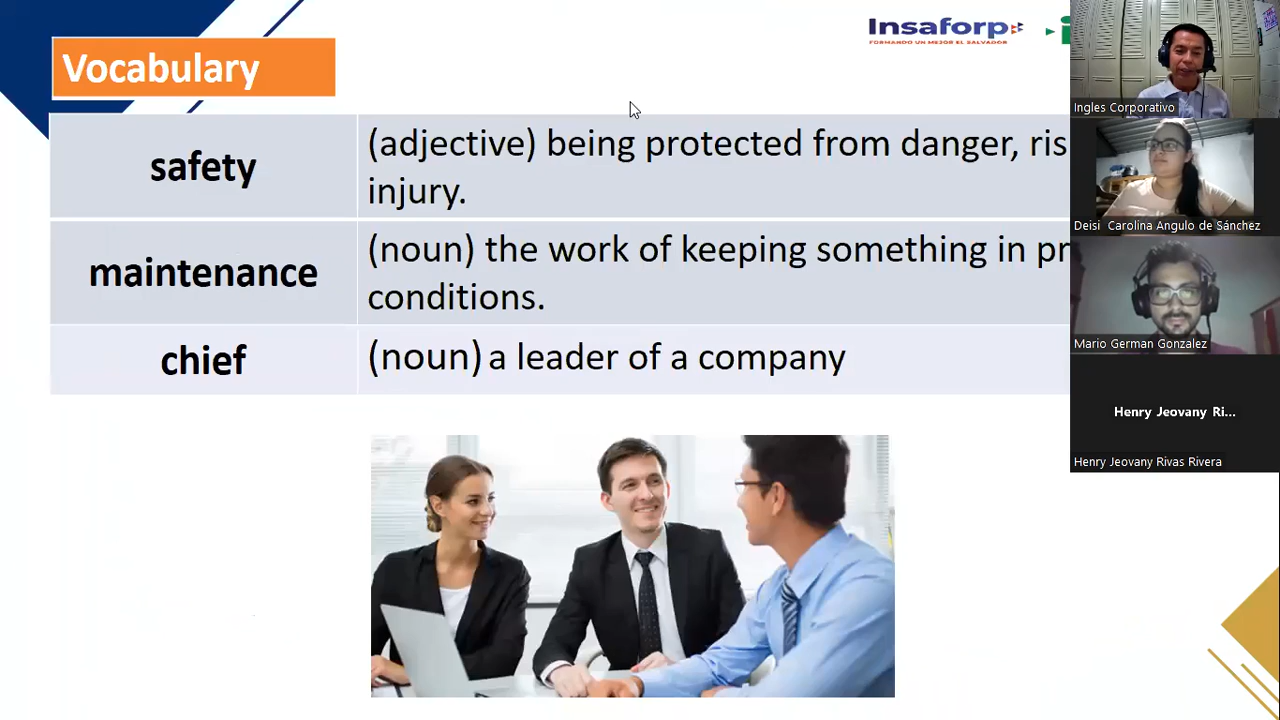 Insaforp
FORMANDO UN MEJOR EL SALVADOR
Vocabulary
safety
(adjective) being protected from danger, ris
injury.
maintenance
(noun) the work of keeping something in pr
conditions.
chief
(noun) a leader of a company
Ingles Corporativo
Deisi Carolina Angulo de Sánchez
Mario German Gonzalez
Henry Jeovany Ri...
Henry Jeovany Rivas Rivera